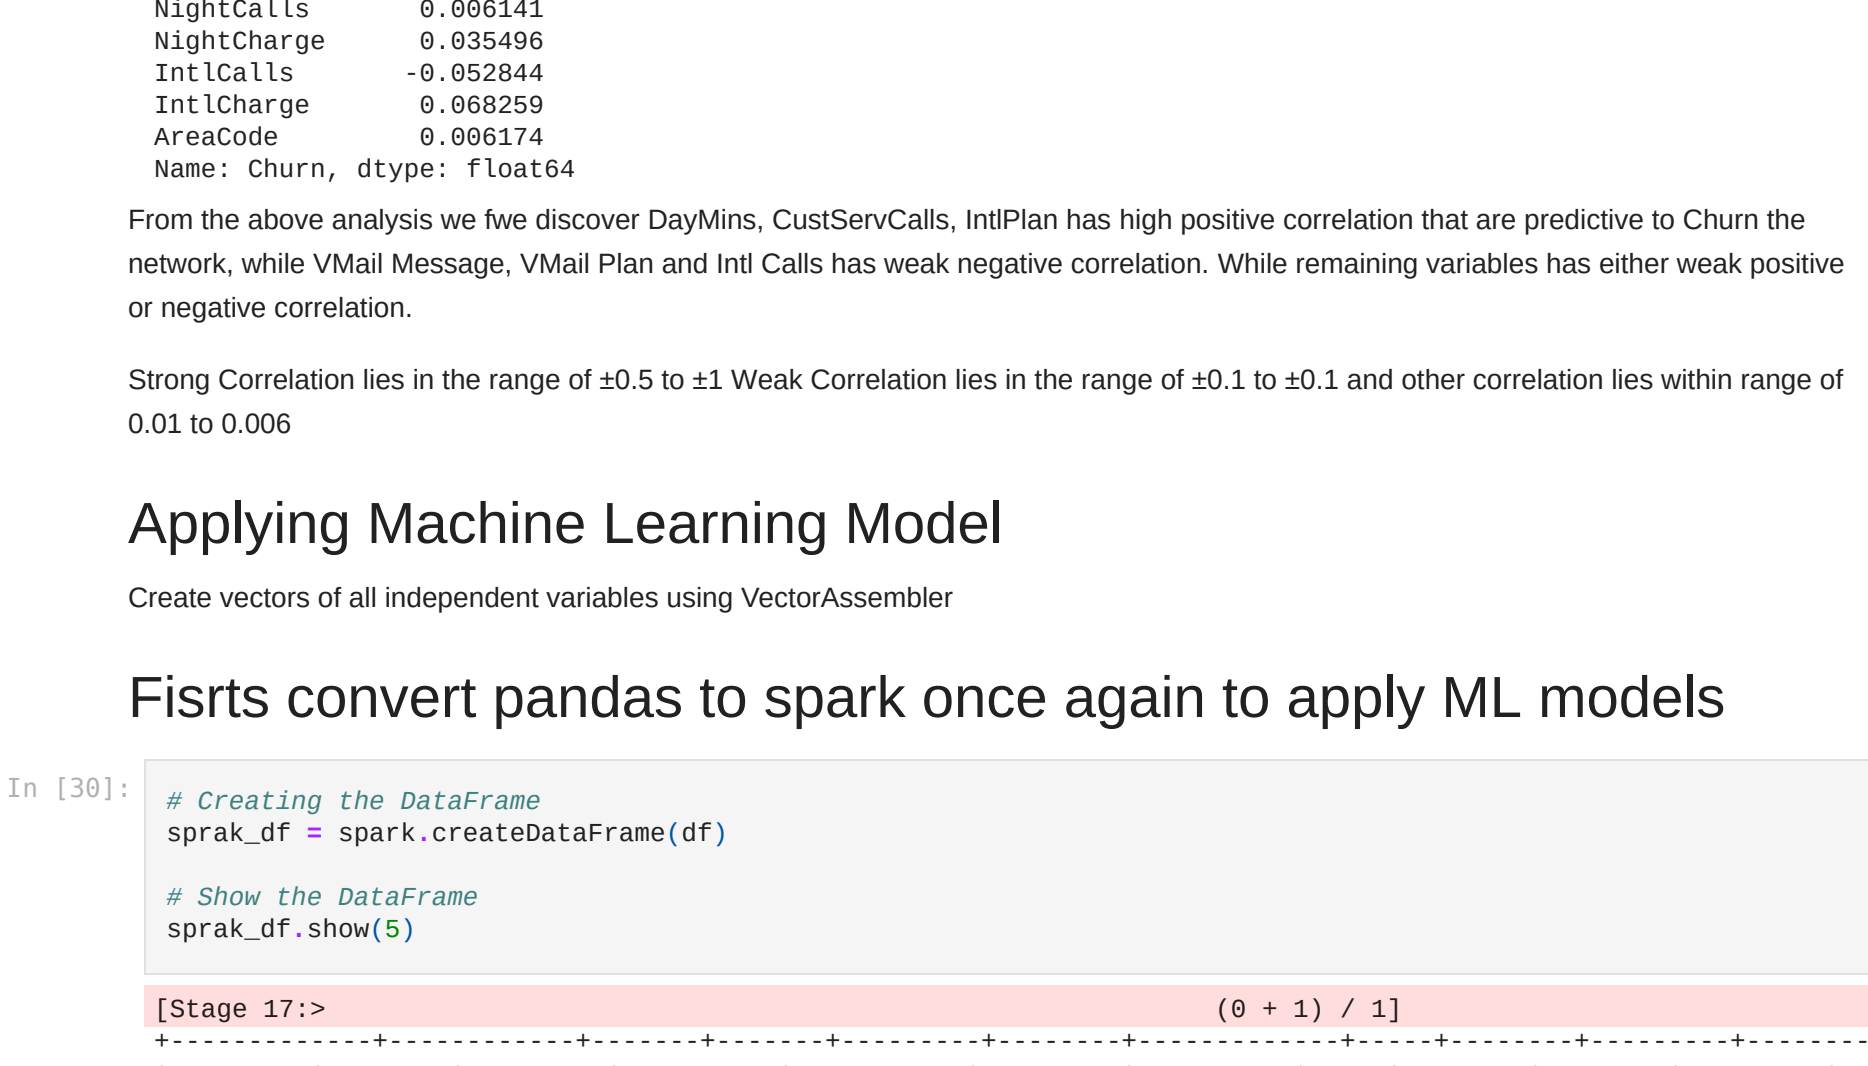 NightCalls       0.006141
NightCharge      0.035496
IntlCalls       -0.052844
IntlCharge       0.068259
AreaCode         0.006174
Name: Churn, dtype: float64
From the above analysis we fwe discover DayMins, CustServCalls, IntlPlan has high positive correlation that are predictive to Churn the
network, while VMail Message, VMail Plan and Intl Calls has weak negative correlation. While remaining variables has either weak positive
or negative correlation.
Strong Correlation lies in the range of ±0.5 to ±1 Weak Correlation lies in the range of ±0.1 to ±0.1 and other correlation lies within range of
0.01 to 0.006
Applying Machine Learning Model
Create vectors of all independent variables using VectorAssembler
Fisrts convert pandas to spark once again to apply ML models
In [30]:
# Creating the DataFrame
sprak_df = spark.createDataFrame(df)
# Show the DataFrame
sprak_df.show(5)
[Stage 17:>                                                         (0 + 1) / 1]
+-------------+------------+-------+-------+---------+--------+-------------+-----+--------+---------+--------